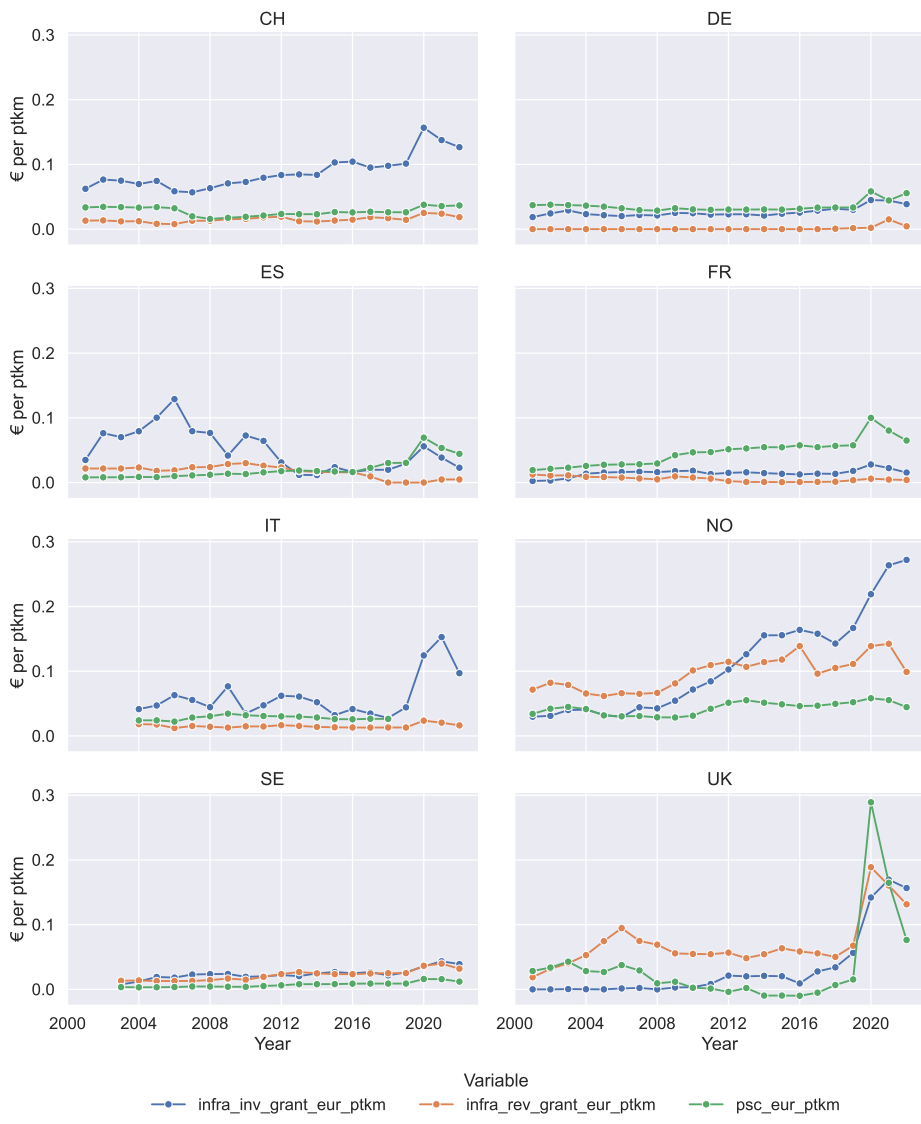 CH
DE
0.3
0.2
0.1
0.0
€ per ptkm
ES
FR
0.3
0.2
0.1
0.0
€ per ptkm
IT
NO
0.3
0.2
0.1
0.0
€ per ptkm
SE
UK
0.3
0.2
0.1
0.0
€ per ptkm
2000 2004 2008 2012 2016 2020
2000 2004 2008 2012 2016 2020
Year
Year
Variable
infra_inv_grant_eur_ptkm infra_rev_grant_eur_ptkm psc_eur_ptkm